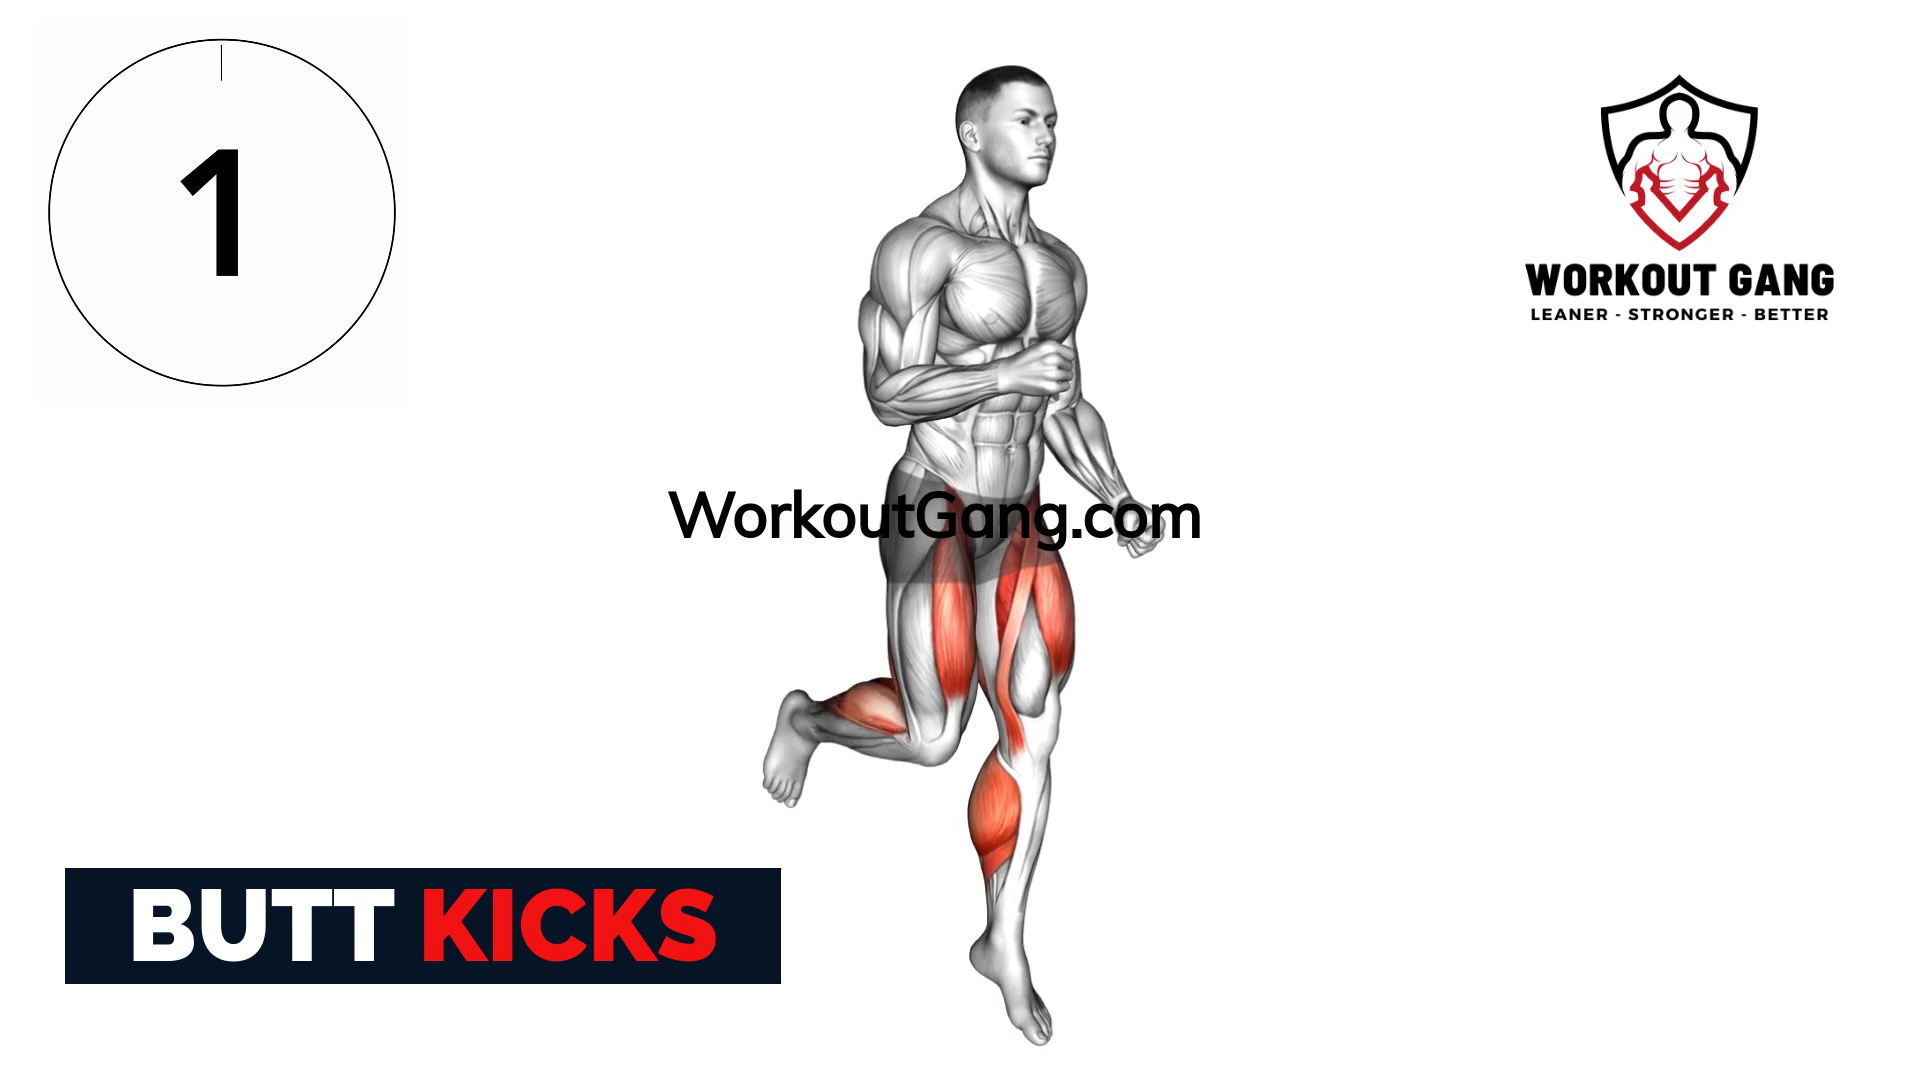 1
WORKOUT GANG
LEANER - STRONGER - BETTER
WorkoutGang.com
BUTT KICKS